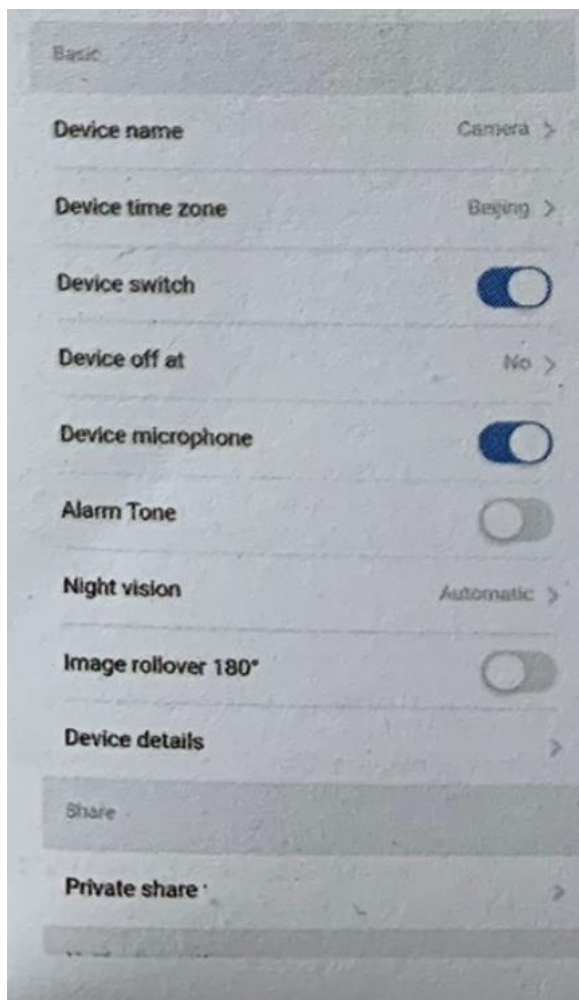 Basic
Device name Camera >
Device time zone Beging >
Device switch
Device off at No >
Device microphone
Alarm Tone
Night vision Automatic >
Image rollover 180°
Device details >
Share
Private share >